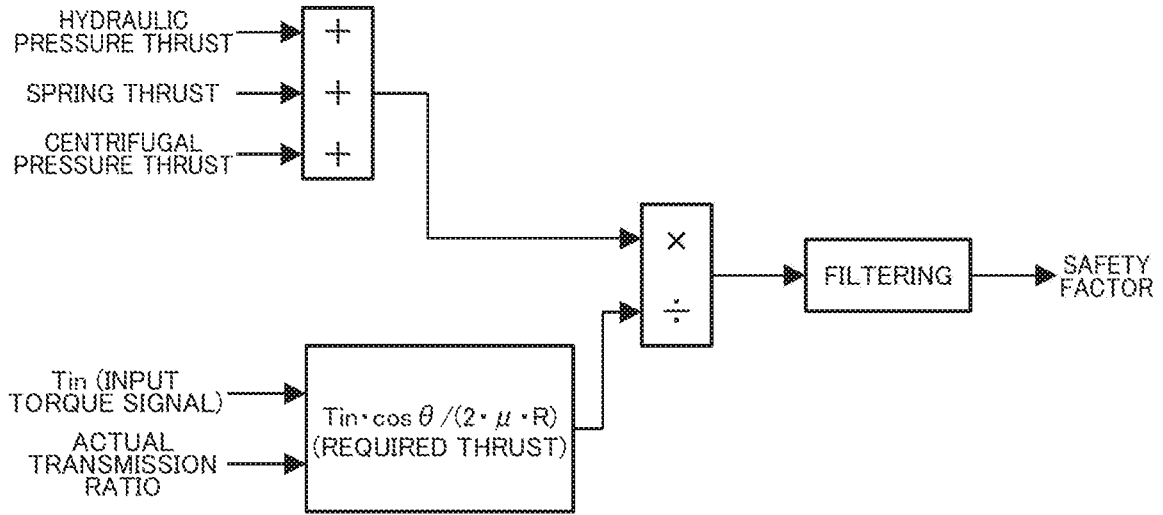 HYDRAULIC
PRESSURE THRUST
SPRING THRUST
CENTRIFUGAL
PRESSURE THRUST
+
+
+
×
÷
FILTERING
SAFETY
FACTOR
Tin (INPUT
TORQUE SIGNAL)
ACTUAL
TRANSMISSION
RATIO
Tin·cos θ/(2·μ·R)
(REQUIRED THRUST)